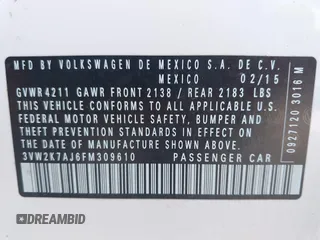 MFD BY VOLKSWAGEN DE MEXICO S.A. DE C.V.
MEXICO 02/15
GVWR4211 GAWR FRONT 2138 / REAR 2183 LBS
THIS VEHICLE CONFORMS TO ALL APPLICABLE U.S.
FEDERAL MOTOR VEHICLE SAFETY, BUMPER AND
THEFT PREVENTION STANDARDS IN EFFECT ON
THE DATE OF MANUFACTURE SHOWN ABOVE.
3VW2K7AJ6FM309610 PASSENGER CAR
0927120 3016 M
DREAMBID